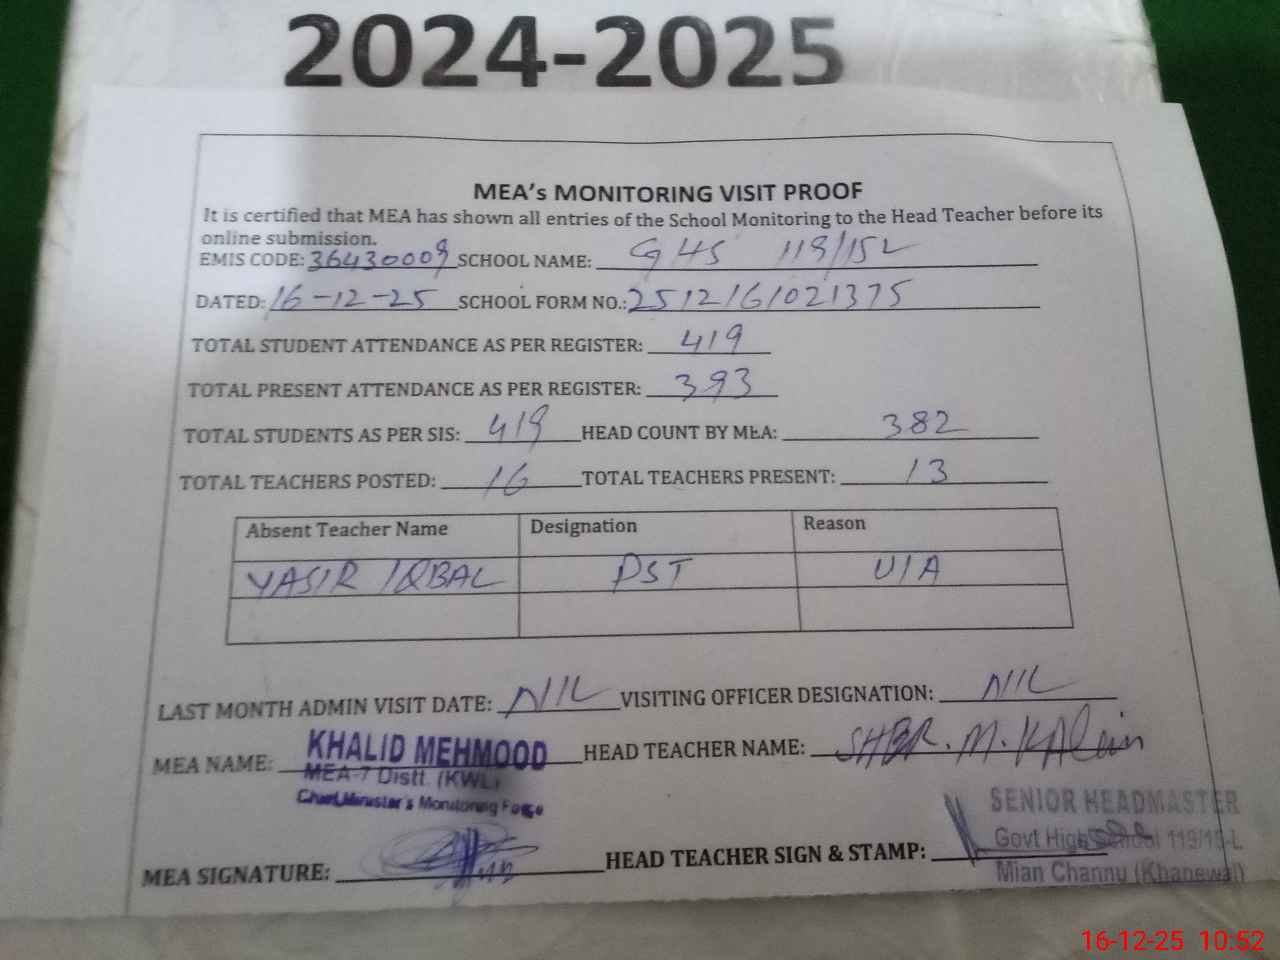 2024-2025
MEA's MONITORING VISIT PROOF
It is certified that MEA has shown all entries of the School Monitoring to the Head Teacher before its
online submission.
EMIS CODE: 36430009 SCHOOL NAME: GHS 119/15L
DATED: 16-12-25 SCHOOL FORM NO.: 251216/021375
TOTAL STUDENT ATTENDANCE AS PER REGISTER: 419
TOTAL PRESENT ATTENDANCE AS PER REGISTER: 393
TOTAL STUDENTS AS PER SIS: 419 HEAD COUNT BY MEA: 382
TOTAL TEACHERS POSTED: 16 TOTAL TEACHERS PRESENT: 13
Absent Teacher Name Designation Reason
YASIR IQBAL PST U/A
LAST MONTH ADMIN VISIT DATE: NIL VISITING OFFICER DESIGNATION: NIL
MEA NAME: KHALID MEHMOOD HEAD TEACHER NAME: M.
MEA-7 Distt. (KWL)
Chief Minister's Monitoring Force
SENIOR HEADMASTER
Govt High School 119/15-L
MEA SIGNATURE: HEAD TEACHER SIGN & STAMP:
Mian Channu (Khanewal)
16-12-25 10:52